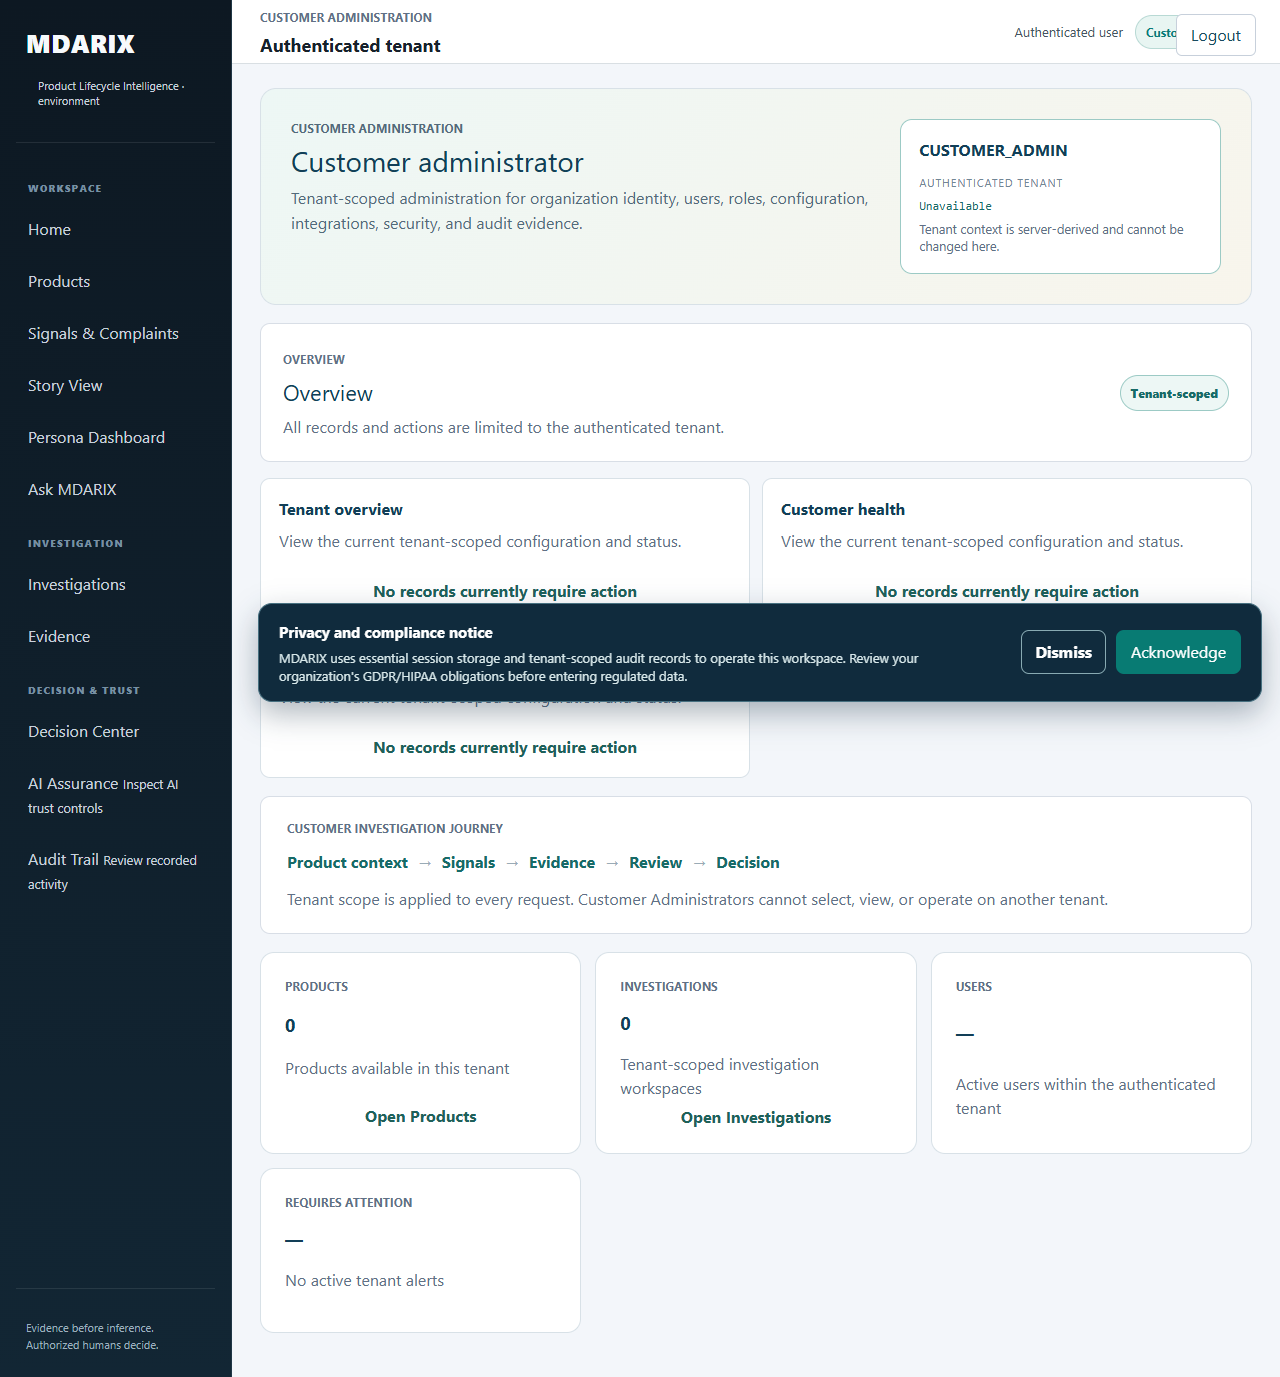 MDARIX
Product Lifecycle Intelligence ·
environment
WORKSPACE
Home
Products
Signals & Complaints
Story View
Persona Dashboard
Ask MDARIX
INVESTIGATION
Investigations
Evidence
DECISION & TRUST
Decision Center
AI Assurance Inspect AI
trust controls
Audit Trail Review recorded
activity
Evidence before inference.
Authorized humans decide.
CUSTOMER ADMINISTRATION
Authenticated tenant
Authenticated user
Custo
Logout
CUSTOMER ADMINISTRATION
Customer administrator
Tenant-scoped administration for organization identity, users, roles, configuration,
integrations, security, and audit evidence.
CUSTOMER_ADMIN
AUTHENTICATED TENANT
Unavailable
Tenant context is server-derived and cannot be
changed here.
OVERVIEW
Overview
All records and actions are limited to the authenticated tenant.
Tenant-scoped
Tenant overview
View the current tenant-scoped configuration and status.
No records currently require action
Customer health
View the current tenant-scoped configuration and status.
No records currently require action
Privacy and compliance notice
MDARIX uses essential session storage and tenant-scoped audit records to operate this workspace. Review your
organization's GDPR/HIPAA obligations before entering regulated data.
Dismiss
Acknowledge
No records currently require action
CUSTOMER INVESTIGATION JOURNEY
Product context → Signals → Evidence → Review → Decision
Tenant scope is applied to every request. Customer Administrators cannot select, view, or operate on another tenant.
PRODUCTS
0
Products available in this tenant
Open Products
INVESTIGATIONS
0
Tenant-scoped investigation
workspaces
Open Investigations
USERS
—
Active users within the authenticated
tenant
REQUIRES ATTENTION
—
No active tenant alerts